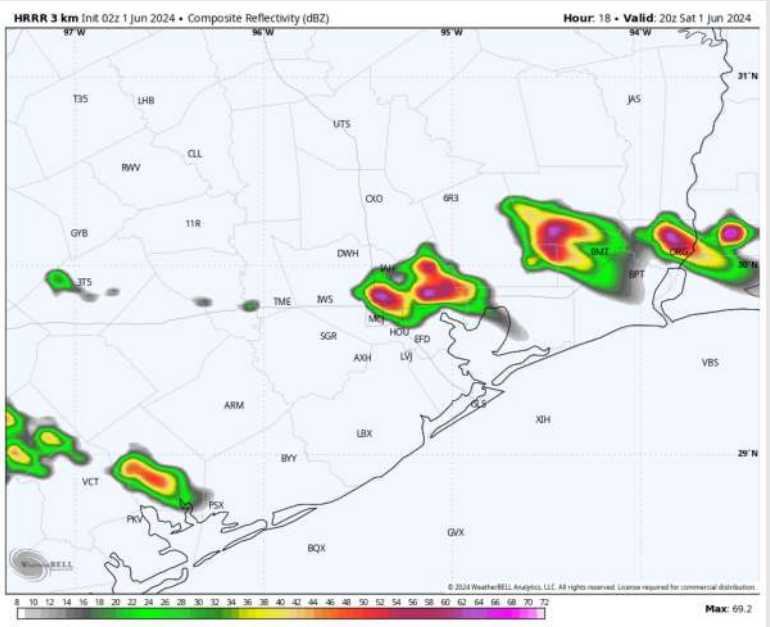 HRRR 3 km Init 02z 1 Jun 2024 • Composite Reflectivity (dBZ)
Hour: 18 • Valid: 20z Sat 1 Jun 2024
97°W 96°W 95°W 94°W
31°N
T35 LHB JAS
UTS
CLL
RWV
CXO 6R3
11R
GYB
ORG
DWH BMT
30°N
IAH
BPT
3T5
TME IWS
MCJ
HOU
SGR EFD
AXH LVJ
VBS
ARM GLS
XIH
LBX
29°N
BYY
VCT
PSX
PKV
GVX
BQX
WEATHERBELL
© 2024 WeatherBELL Analytics, LLC. All rights reserved. License required for commercial distribution.
8 10 12 14 16 18 20 22 24 26 28 30 32 34 36 38 40 42 44 46 48 50 52 54 56 58 60 62 64 66 68 70 72
Max: 69.2